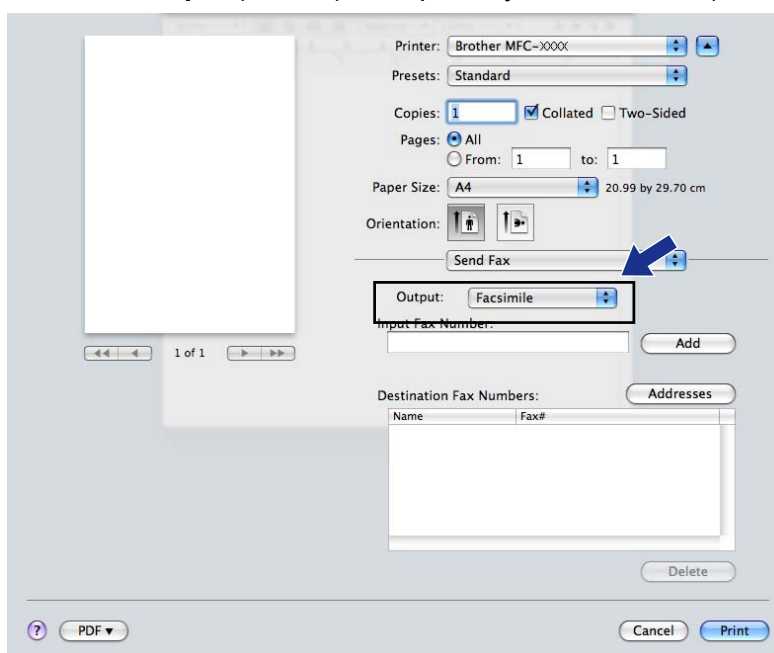 Printer: Brother MFC-XXXX
Presets: Standard
Copies: 1 Collated Two-Sided
Pages: All
From: 1 to: 1
Paper Size: A4 20.99 by 29.70 cm
Orientation:
Send Fax
Output: Facsimile
Input Fax Number:
Add
1 of 1
Destination Fax Numbers: Addresses
Name Fax#
Delete
? PDF Cancel Print